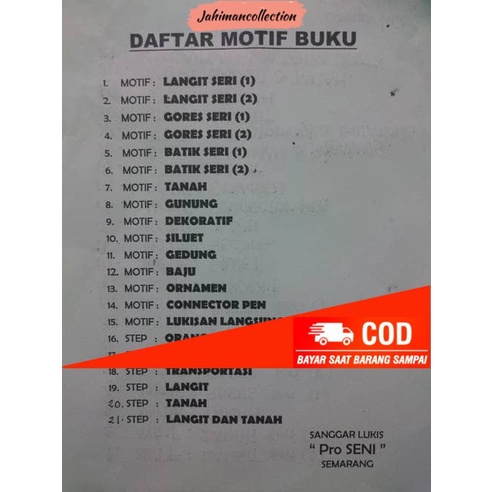 Jahimancollection
DAFTAR MOTIF BUKU
1. MOTIF : LANGIT SERI (1)
2. MOTIF : LANGIT SERI (2)
3. MOTIF : GORES SERI (1)
4. MOTIF : GORES SERI (2)
5. MOTIF : BATIK SERI (1)
6. MOTIF : BATIK SERI (2)
7. MOTIF : TANAH
8. MOTIF : GUNUNG
9. MOTIF : DEKORATIF
10. MOTIF : SILUET
11. MOTIF : GEDUNG
12. MOTIF : BAJU
13. MOTIF : ORNAMEN
14. MOTIF : CONNECTOR PEN
15. MOTIF : LUKISAN
16. STEP :
18. STEP : TRANSPORTASI
19. STEP : LANGIT
20. STEP : TANAH
21. STEP : LANGIT DAN TANAH
COD
BAYAR SAAT BARANG SAMPAI
SANGGAR LUKIS
" Pro SENI "
SEMARANG